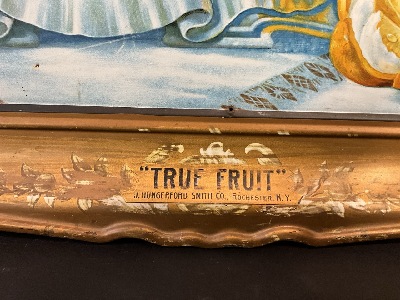 "TRUE FRUIT"
J. HUNGERFORD SMITH CO., ROCHESTER, N.Y.